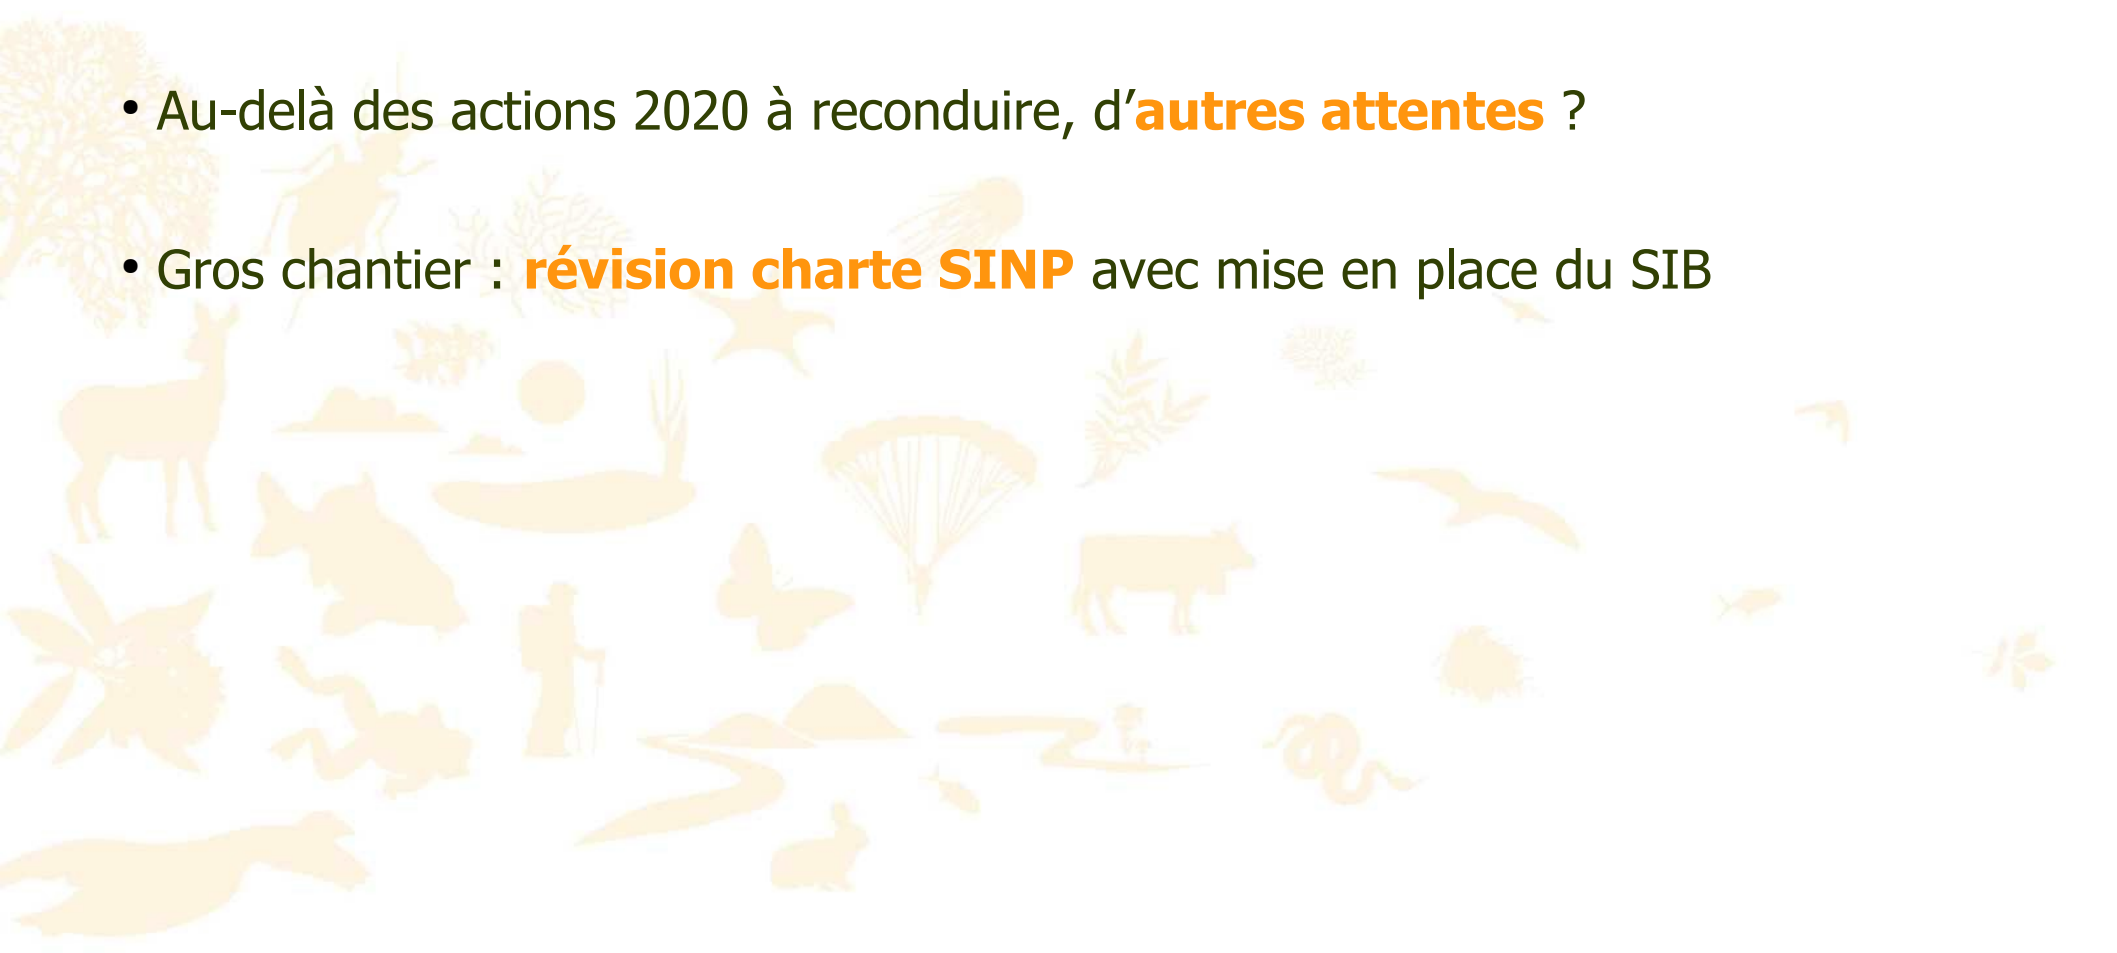 • Au-delà des actions 2020 à reconduire, d’autres attentes ?
• Gros chantier : révision charte SINP avec mise en place du SIB